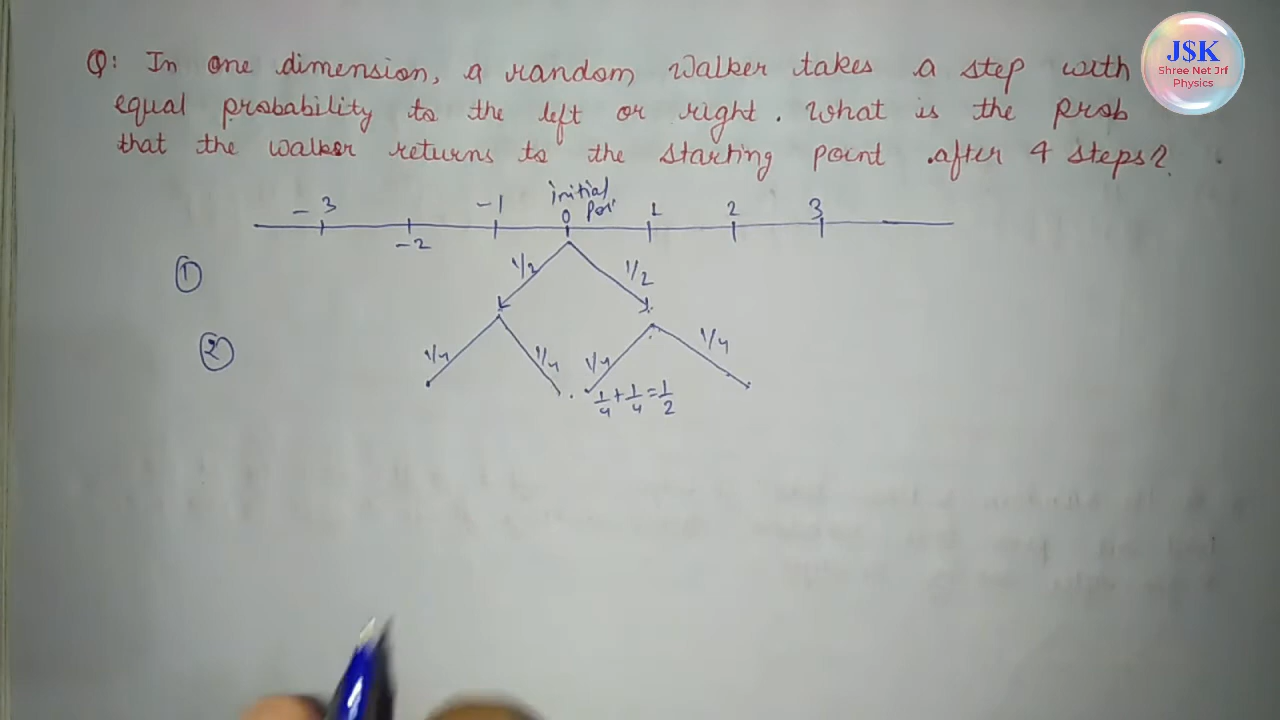 Q: In one dimension, a random walker takes a step with
equal probability to the left or right. What is the prob
that the walker returns to the starting point after 4 steps?
J$K
Shree Net Jrf
Physics
initial
-3 -2 -1 0 1 2 3
① 1/2 1/2
② 1/4 1/4 1/4 1/4
1/4 + 1/4 = 1/2